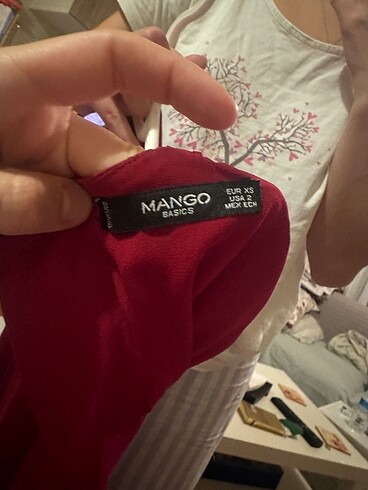 MANGO
BASICS
EUR XS
USA 2
MEX ECH